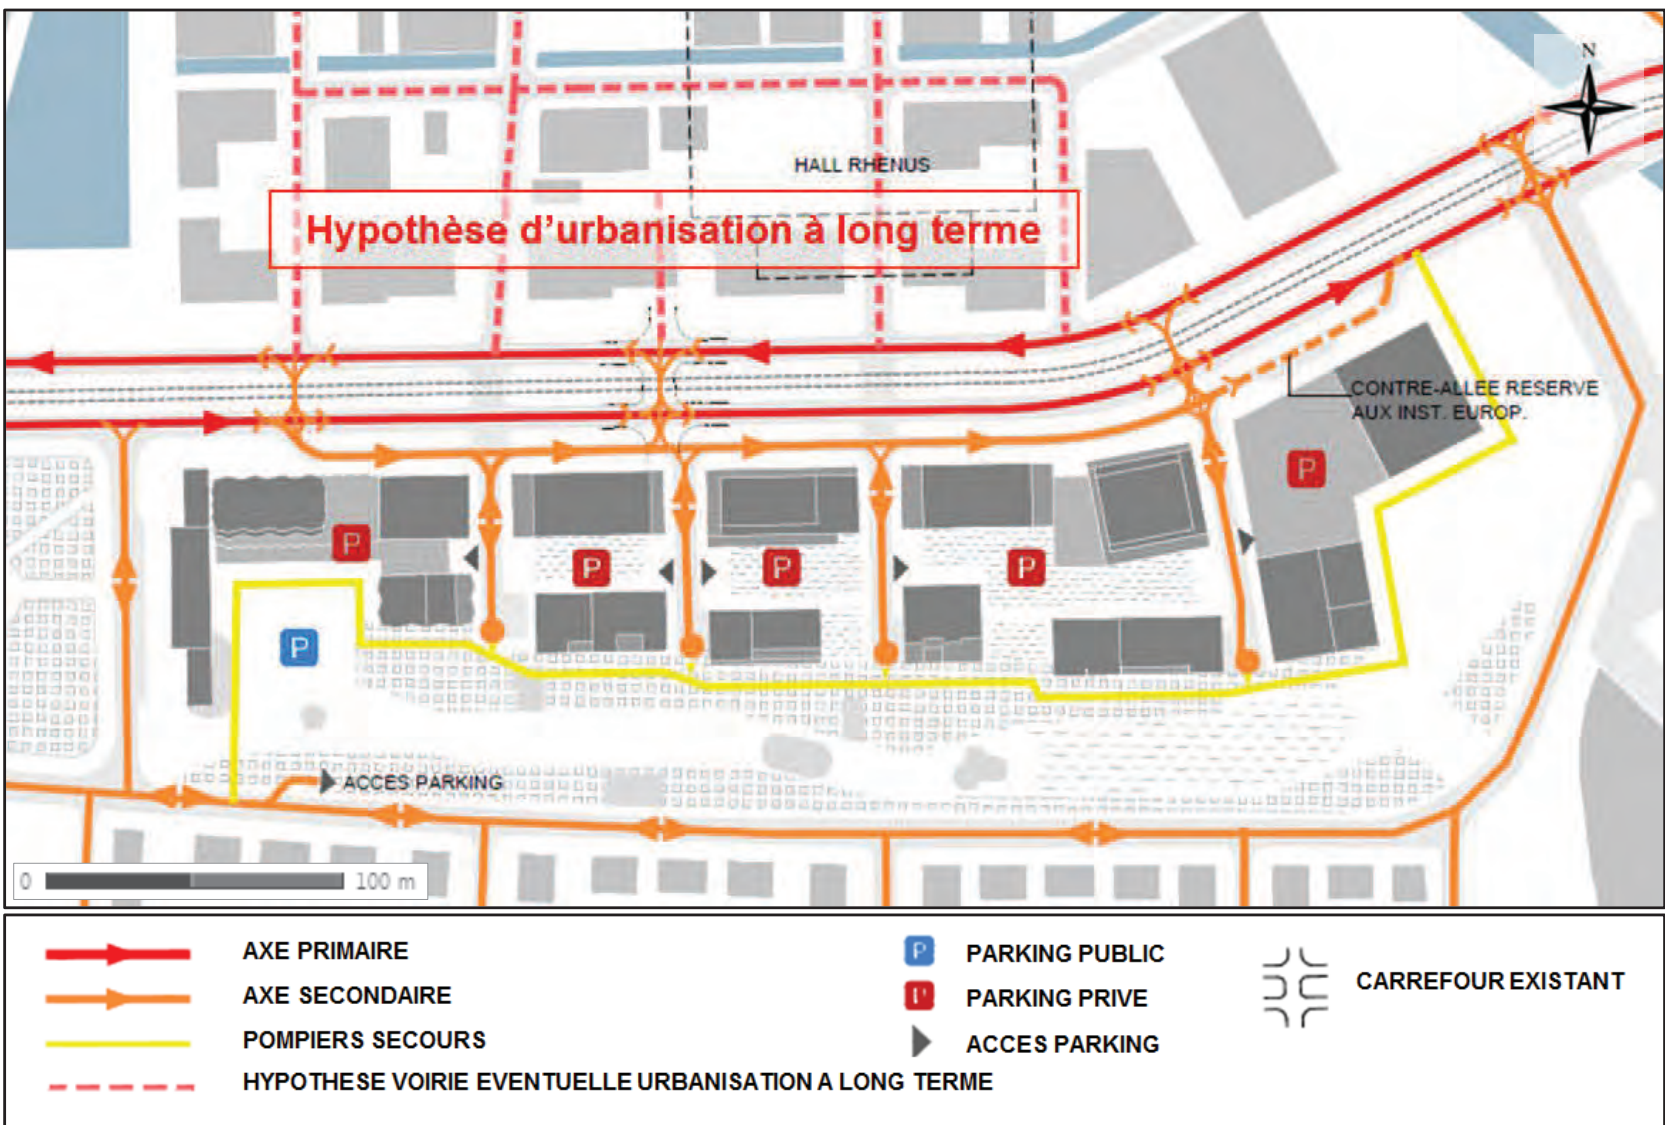 N
HALL RHENUS
Hypothèse d'urbanisation à long terme
CONTRE-ALLEE RESERVE
AUX INST. EUROP.
P
P
P
P
P
P
ACCES PARKING
0 100 m
AXE PRIMAIRE
AXE SECONDAIRE
POMPIERS SECOURS
HYPOTHESE VOIRIE EVENTUELLE URBANISATION A LONG TERME
P PARKING PUBLIC
P PARKING PRIVE
ACCES PARKING
CARREFOUR EXISTANT